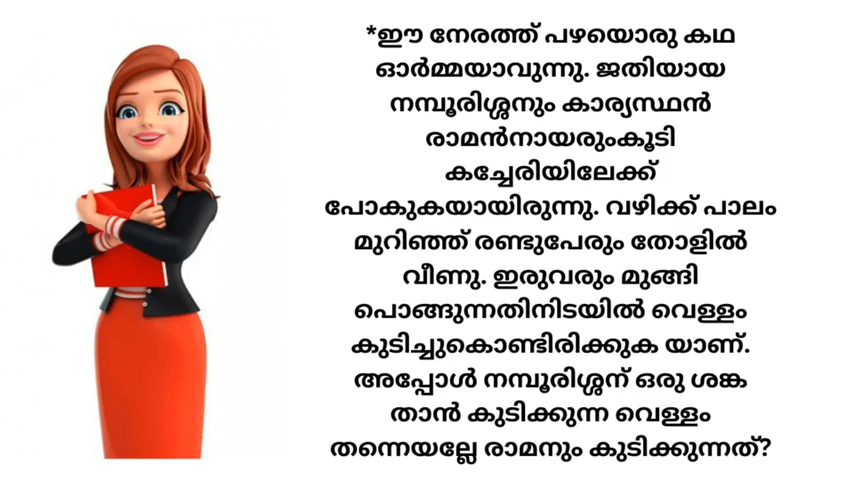 *ഈ നേരത്ത് പഴയൊരു കഥ
ഓർമ്മയാവുന്നു. ജതിയായ
നമ്പൂരിശ്ശനും കാര്യസ്ഥൻ
രാമൻനായരുംകൂടി
കച്ചേരിയിലേക്ക്
പോകുകയായിരുന്നു. വഴിക്ക് പാലം
മുറിഞ്ഞ് രണ്ടുപേരും തോളിൽ
വീണു. ഇരുവരും മുങ്ങി
പൊങ്ങുന്നതിനിടയിൽ വെള്ളം
കുടിച്ചുകൊണ്ടിരിക്കുക യാണ്.
അപ്പോൾ നമ്പൂരിശ്ശന് ഒരു ശങ്ക
താൻ കുടിക്കുന്ന വെള്ളം
തന്നെയല്ലേ രാമനും കുടിക്കുന്നത്?